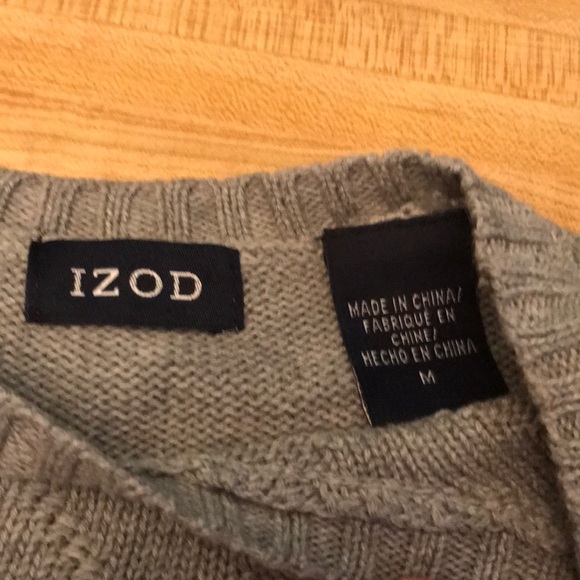 IZOD
MADE IN CHINA/
FABRIQUÉ EN
CHINE/
HECHO EN CHINA
M